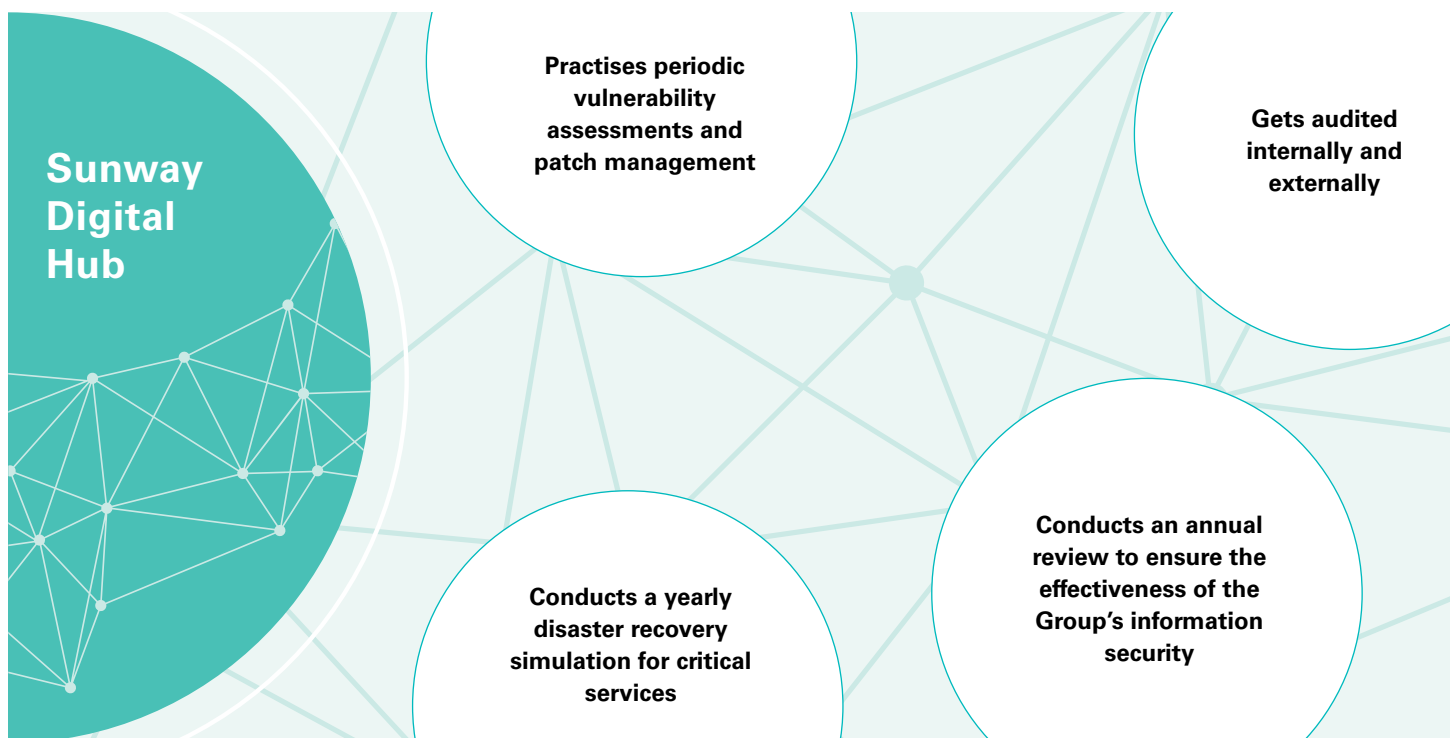 Sunway
Digital
Hub
Practises periodic
vulnerability
assessments and
patch management
Gets audited
internally and
externally
Conducts a yearly
disaster recovery
simulation for critical
services
Conducts an annual
review to ensure the
effectiveness of the
Group’s information
security